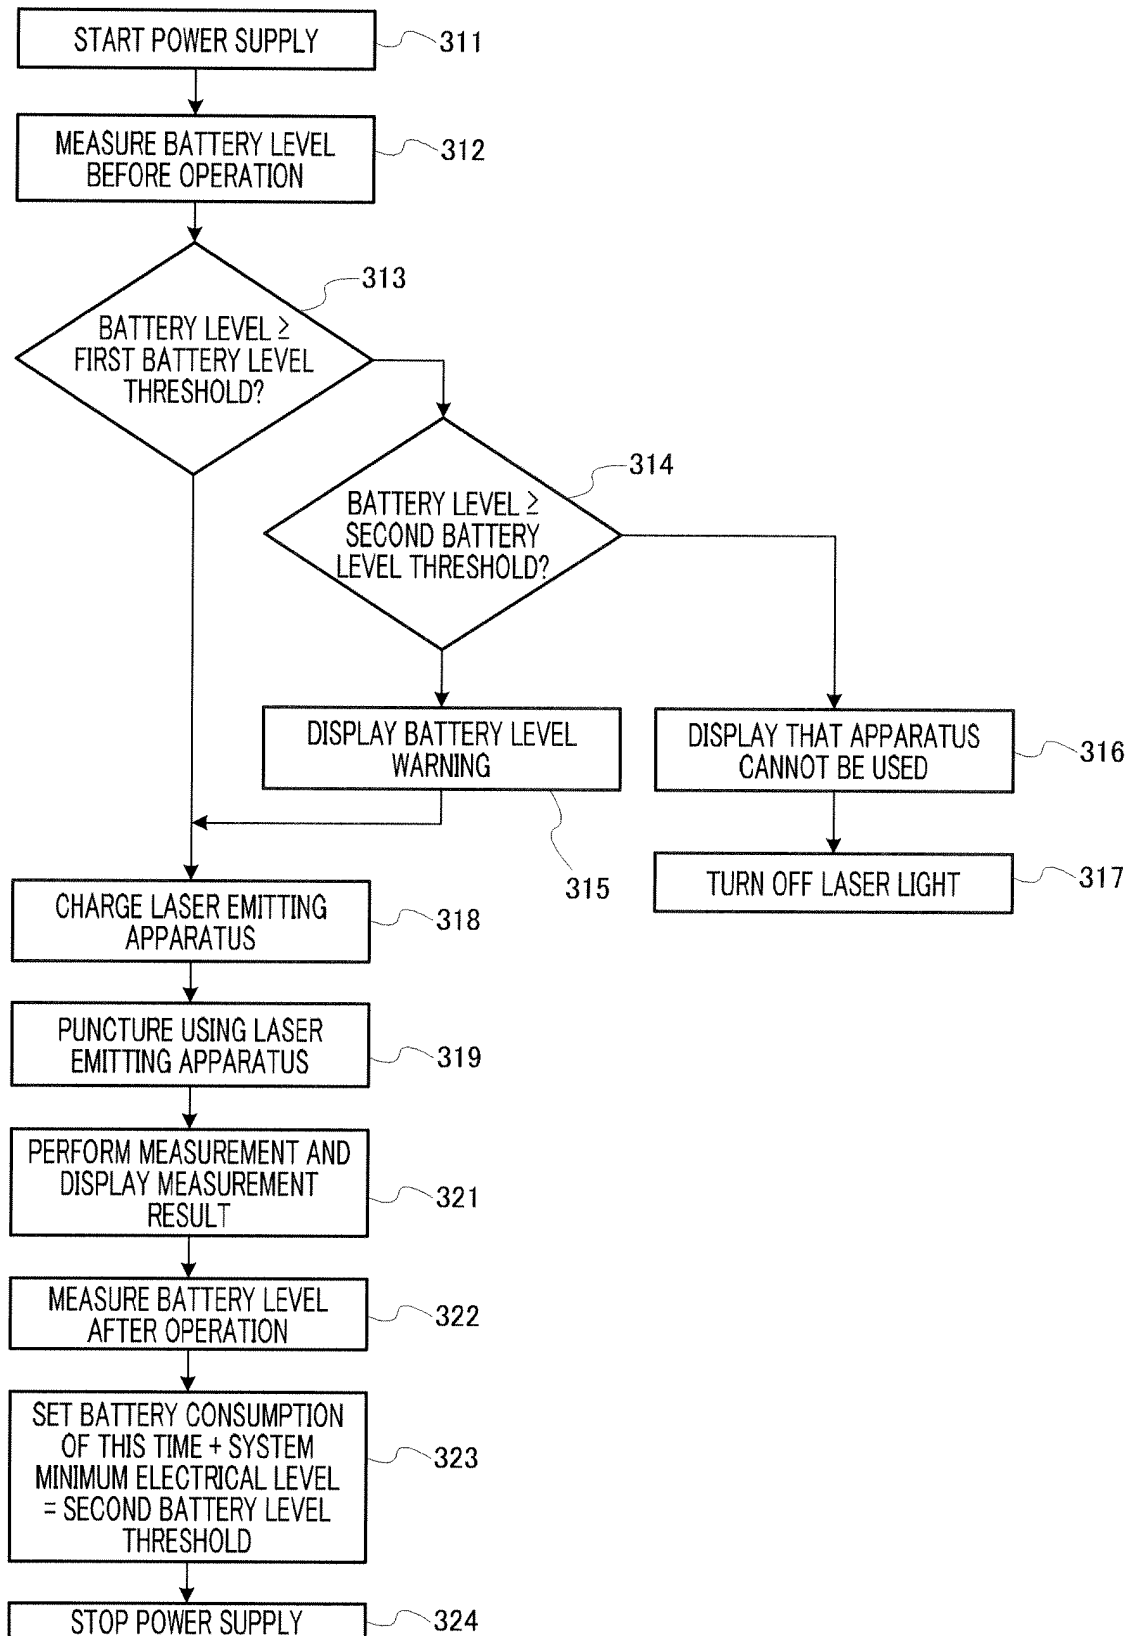 START POWER SUPPLY
311
MEASURE BATTERY LEVEL
BEFORE OPERATION
312
313
BATTERY LEVEL ≥
FIRST BATTERY LEVEL
THRESHOLD?
314
BATTERY LEVEL ≥
SECOND BATTERY
LEVEL THRESHOLD?
DISPLAY BATTERY LEVEL
WARNING
315
DISPLAY THAT APPARATUS
CANNOT BE USED
316
TURN OFF LASER LIGHT
317
CHARGE LASER EMITTING
APPARATUS
318
PUNCTURE USING LASER
EMITTING APPARATUS
319
PERFORM MEASUREMENT AND
DISPLAY MEASUREMENT
RESULT
321
MEASURE BATTERY LEVEL
AFTER OPERATION
322
SET BATTERY CONSUMPTION
OF THIS TIME + SYSTEM
MINIMUM ELECTRICAL LEVEL
= SECOND BATTERY LEVEL
THRESHOLD
323
STOP POWER SUPPLY
324